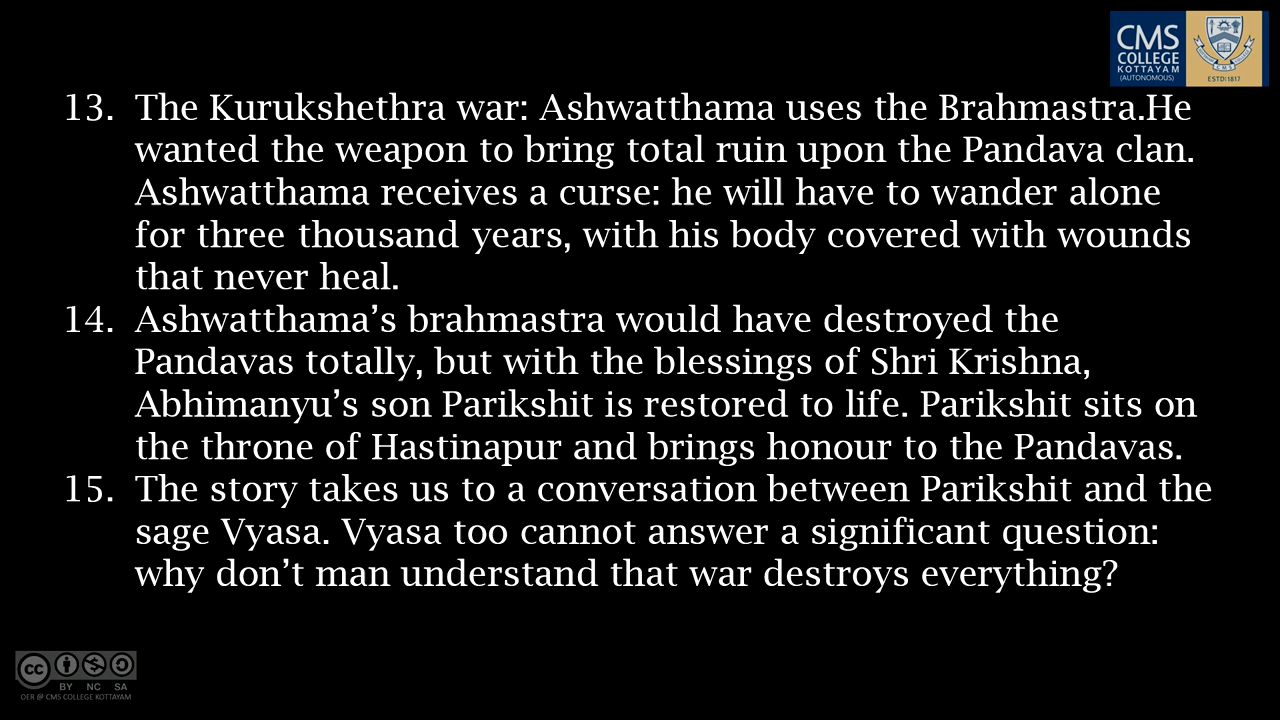 CMS
COLLEGE
KOTTAYAM
(AUTONOMOUS)
ESTD:1817
13. The Kurukshethra war: Ashwatthama uses the Brahmastra.He
wanted the weapon to bring total ruin upon the Pandava clan.
Ashwatthama receives a curse: he will have to wander alone
for three thousand years, with his body covered with wounds
that never heal.
14. Ashwatthama’s brahmastra would have destroyed the
Pandavas totally, but with the blessings of Shri Krishna,
Abhimanyu’s son Parikshit is restored to life. Parikshit sits on
the throne of Hastinapur and brings honour to the Pandavas.
15. The story takes us to a conversation between Parikshit and the
sage Vyasa. Vyasa too cannot answer a significant question:
why don’t man understand that war destroys everything?
cc
BY NC SA
OER @ CMS COLLEGE KOTTAYAM